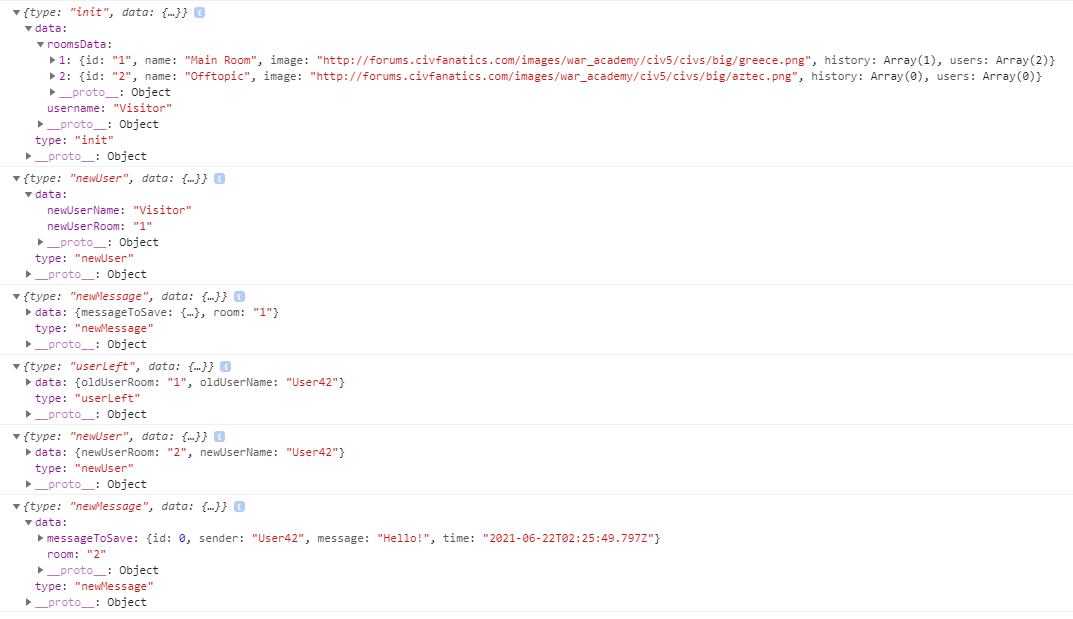 {type: "init", data: {…}} i
data:
roomsData:
1: {id: "1", name: "Main Room", image: "http://forums.civfanatics.com/images/war_academy/civ5/civs/big/greece.png", history: Array(1), users: Array(2)}
2: {id: "2", name: "Offtopic", image: "http://forums.civfanatics.com/images/war_academy/civ5/civs/big/aztec.png", history: Array(0), users: Array(0)}
__proto__: Object
username: "Visitor"
__proto__: Object
type: "init"
__proto__: Object
{type: "newUser", data: {…}} i
data:
newUserName: "Visitor"
newUserRoom: "1"
__proto__: Object
type: "newUser"
__proto__: Object
{type: "newMessage", data: {…}} i
data: {messageToSave: {…}, room: "1"}
type: "newMessage"
__proto__: Object
{type: "userLeft", data: {…}} i
data: {oldUserRoom: "1", oldUserName: "User42"}
type: "userLeft"
__proto__: Object
{type: "newUser", data: {…}} i
data: {newUserRoom: "2", newUserName: "User42"}
type: "newUser"
__proto__: Object
{type: "newMessage", data: {…}} i
data:
messageToSave: {id: 0, sender: "User42", message: "Hello!", time: "2021-06-22T02:25:49.797Z"}
room: "2"
__proto__: Object
type: "newMessage"
__proto__: Object